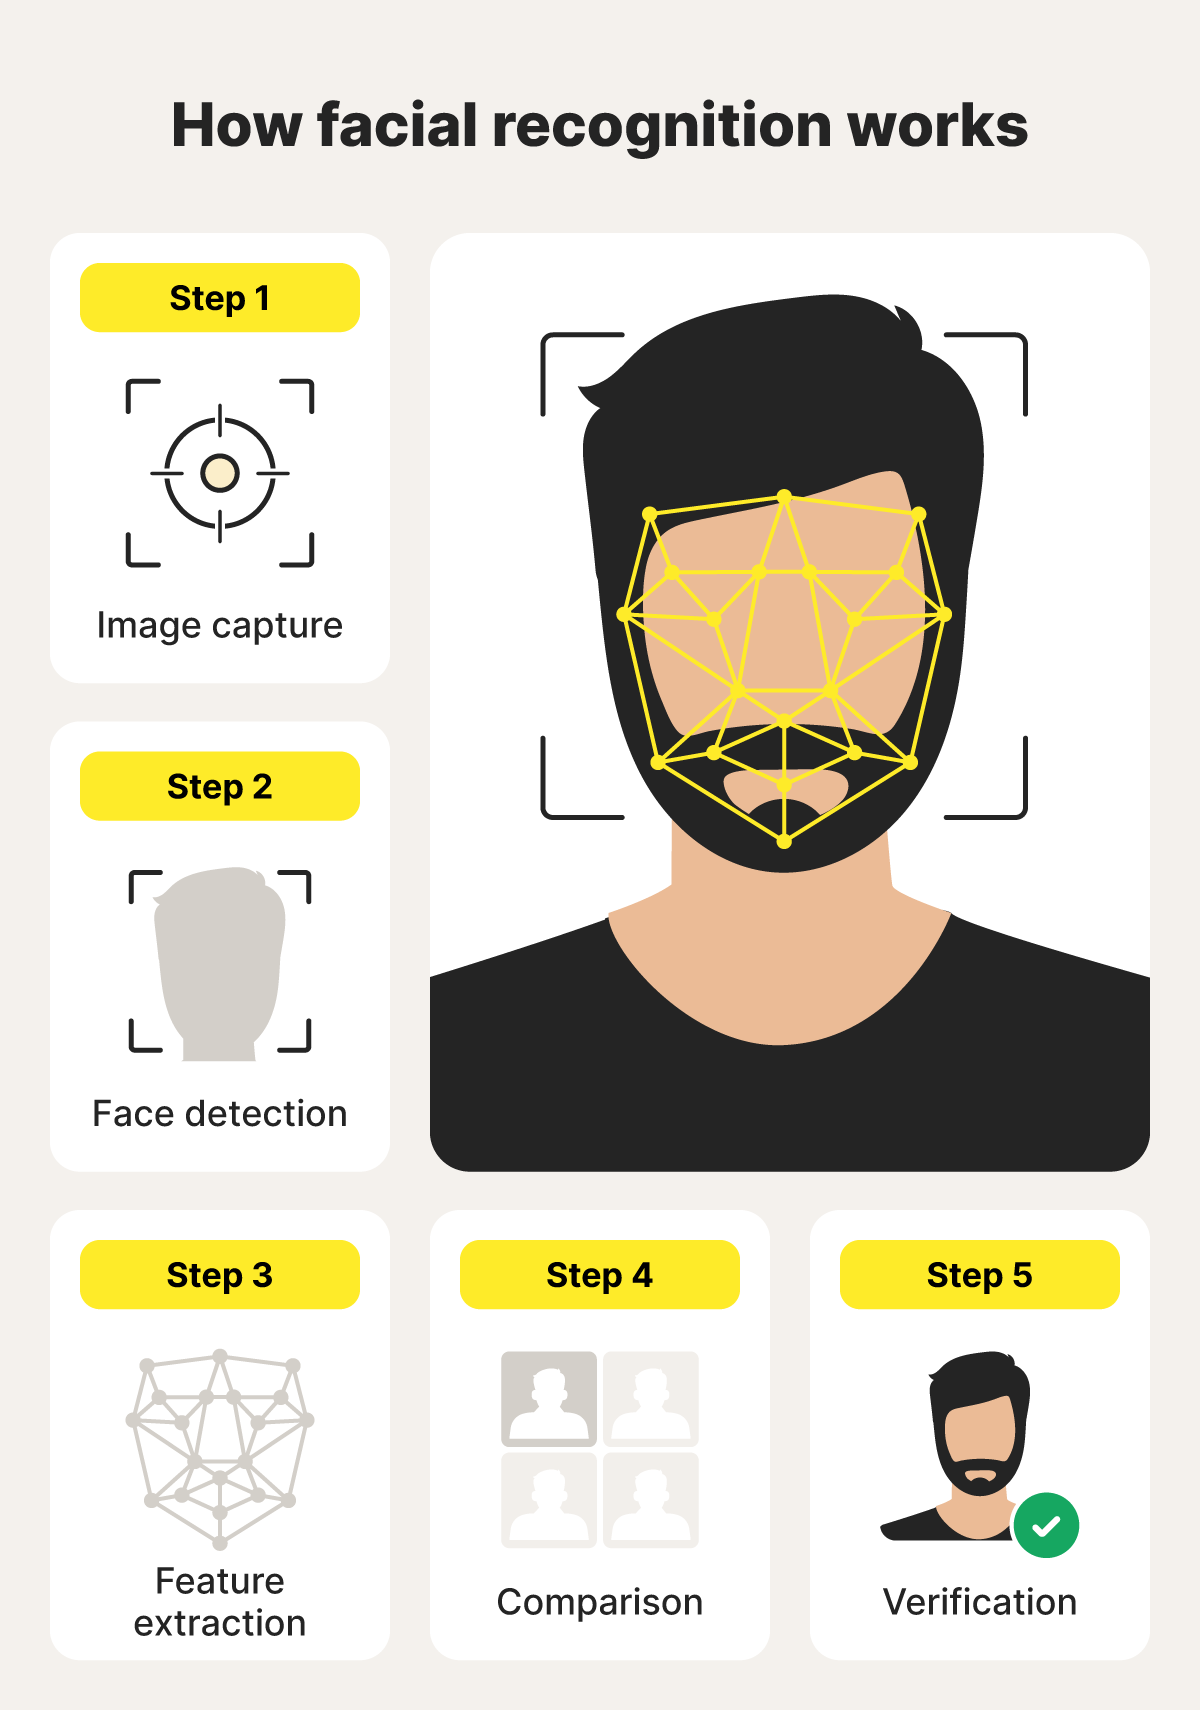 How facial recognition works
Step 1
Image capture
Step 2
Face detection
Step 3
Feature
extraction
Step 4
Comparison
Step 5
Verification